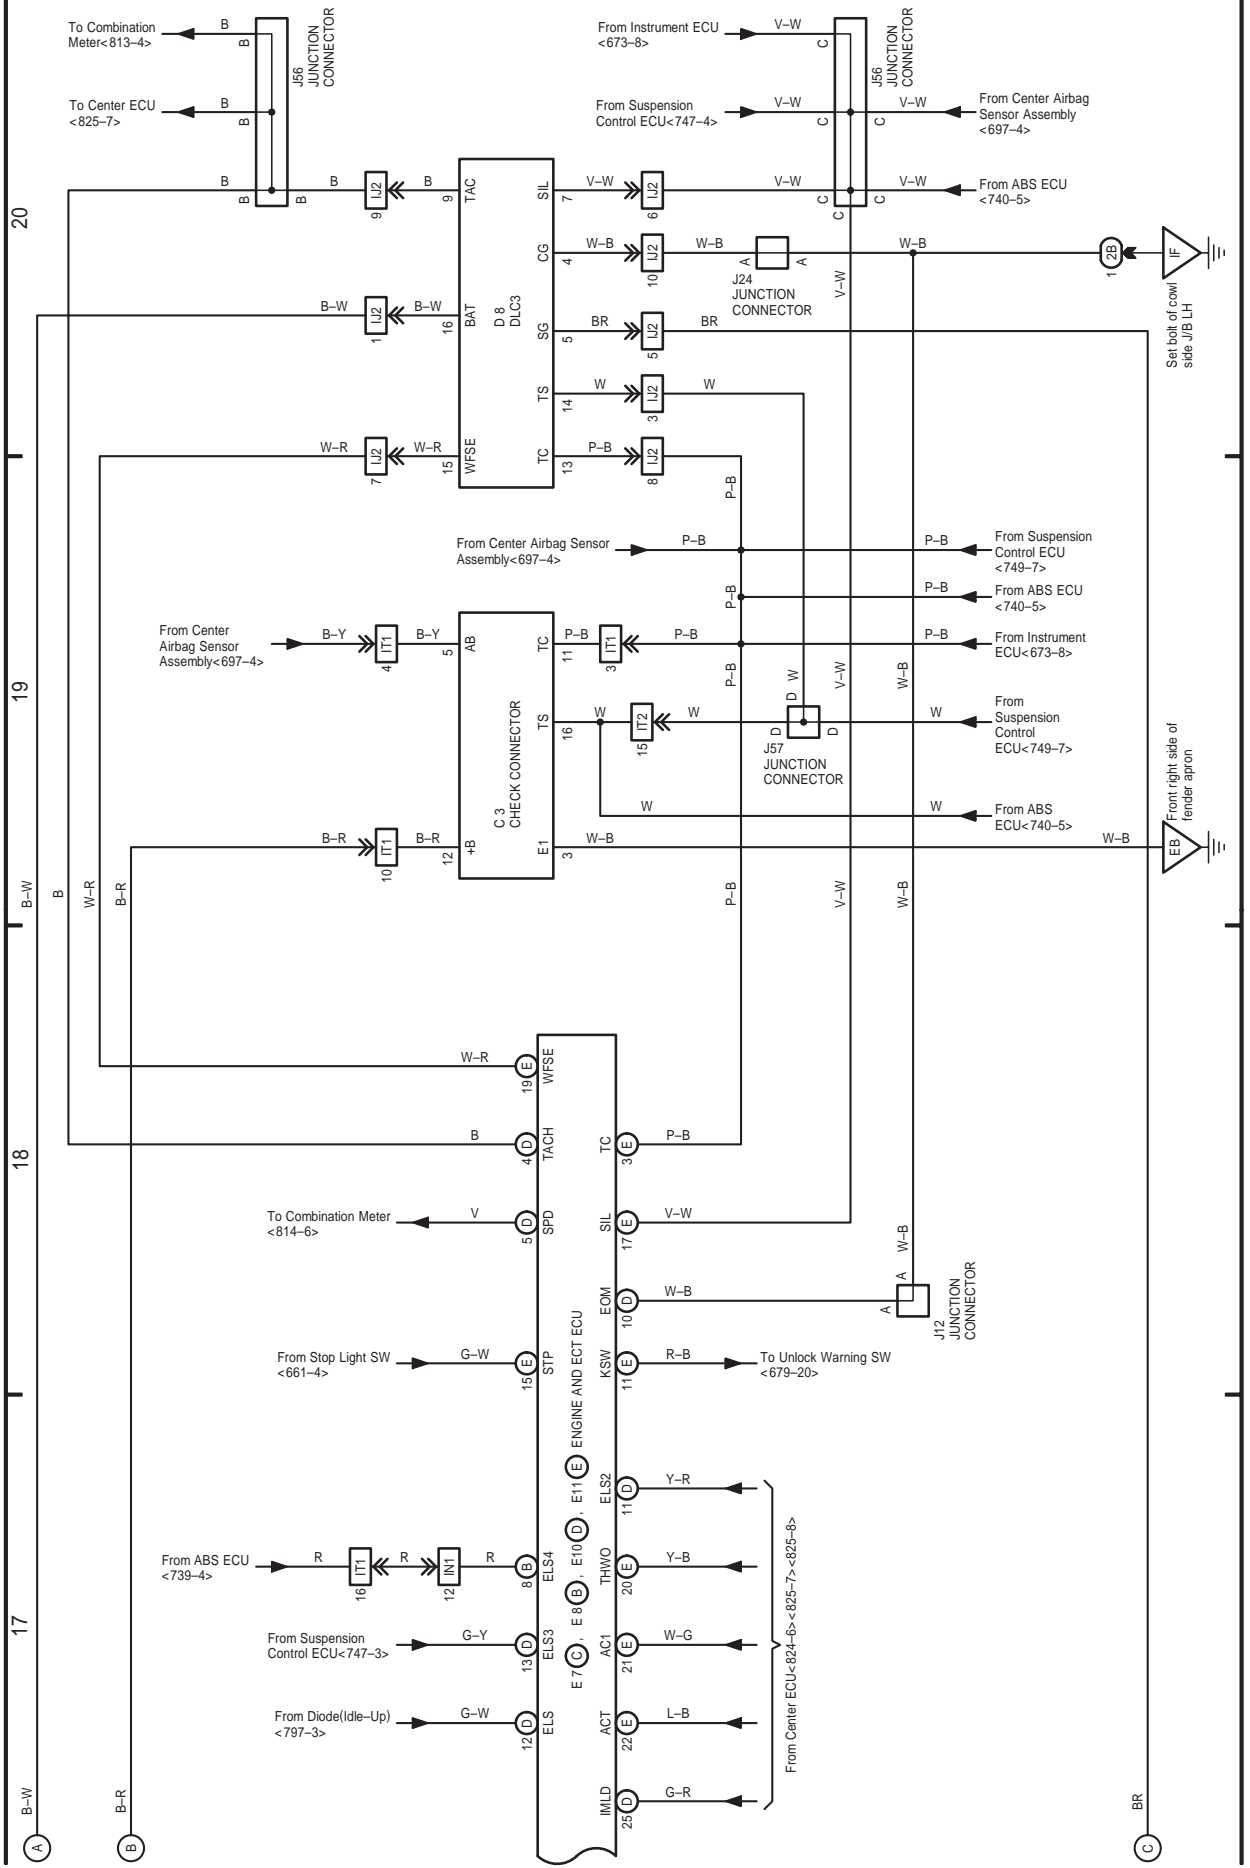 To Combination
Meter<813–4>
B
B
To Center ECU
<825–7>
B
B
J56
JUNCTION
CONNECTOR
From Instrument ECU
<673–8>
V–W
C
J56
JUNCTION
CONNECTOR
From Suspension
Control ECU<747–4>
V–W
C
C
V–W
From Center Airbag
Sensor Assembly
<697–4>
20
B
B
B
B
9
IJ2
B
9
TAC
SIL
7
V–W
6
IJ2
V–W
C
C
C
V–W
From ABS ECU
<740–5>
CG
4
W–B
10
IJ2
W–B
A
A
J24
JUNCTION
CONNECTOR
V–W
W–B
1
2B
IF
Set bolt of cowl
side J/B LH
B–W
1
IJ2
B–W
16
BAT
D 8
DLC3
SG
5
BR
5
IJ2
BR
TS
14
W
3
IJ2
W
W–R
7
IJ2
W–R
15
WFSE
TC
13
P–B
8
IJ2
P–B
From Center Airbag Sensor
Assembly<697–4>
P–B
P–B
From Suspension
Control ECU
<749–7>
P–B
P–B
From ABS ECU
<740–5>
19
From Center
Airbag Sensor
Assembly<697–4>
B–Y
4
IT1
B–Y
5
AB
TC
11
P–B
3
IT1
P–B
P–B
From Instrument
ECU<673–8>
P–B
W
V–W
W–B
C 3
CHECK CONNECTOR
TS
16
W
15
IT2
W
D
D
D
J57
JUNCTION
CONNECTOR
W
From
Suspension
Control
ECU<749–7>
W
W
From ABS
ECU<740–5>
B–R
10
IT1
B–R
12
+B
E1
3
W–B
W–B
EB
Front right side of
fender apron
B–W
B
W–R
B–R
P–B
V–W
W–B
18
W–R
19
E
WFSE
B
4
D
TACH
TC
3
E
P–B
To Combination Meter
<814–6>
V
5
D
SPD
SIL
17
E
V–W
W–B
EOM
10
D
W–B
A
A
J12
JUNCTION
CONNECTOR
From Stop Light SW
<661–4>
G–W
15
E
STP
KSW
11
E
R–B
To Unlock Warning SW
<679–20>
E 7 C , E 8 B , E10 D , E11 E ENGINE AND ECT ECU
17
ELS2
11
D
Y–R
From ABS ECU
<739–4>
R
16
IT1
R
12
IN1
R
8
B
ELS4
THWO
20
E
Y–B
From Suspension
Control ECU<747–3>
G–Y
13
D
ELS3
AC1
21
E
W–G
From Diode(Idle–Up)
<797–3>
G–W
12
D
ELS
ACT
22
E
L–B
From Center ECU<824–6><825–7><825–8>
IMLD
25
D
G–R
B–W
A
B–R
B
BR
C